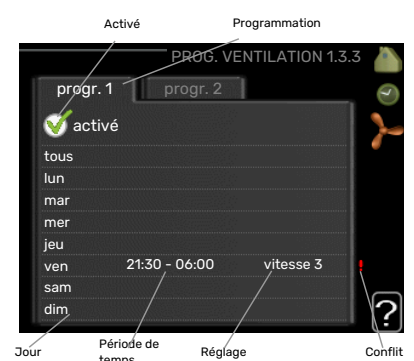 Activé
Programmation
PROG. VENTILATION 1.3.3
progr. 1
progr. 2
activé
tous
lun
mar
mer
jeu
ven 21:30 - 06:00 vitesse 3 !
sam
dim
?
Jour
Période de
temps
Réglage
Conflit